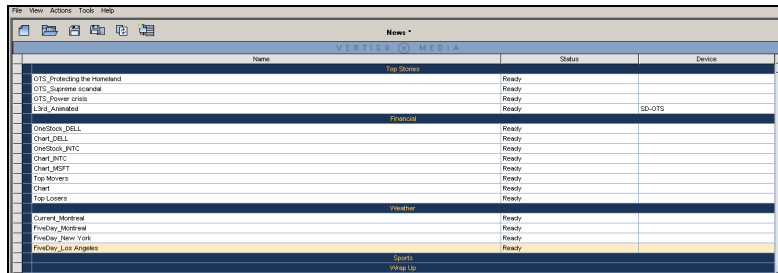 File View Actions Tools Help
News *
VERTIGO MEDIA
Name Status Device
Top Stories
OTS_Protecting the Homeland Ready
OTS_Supreme scandal Ready
OTS_Power crisis Ready
L3rd_Animated Ready SD-OTS
Financial
OneStock_DELL Ready
Chart_DELL Ready
OneStock_INTC Ready
Chart_INTC Ready
Chart_MSFT Ready
Top Movers Ready
Chart Ready
Top Losers Ready
Weather
Current_Montreal Ready
FiveDay_Montreal Ready
FiveDay_New York Ready
FiveDay_Los Angeles Ready
Sports
Wrap Up